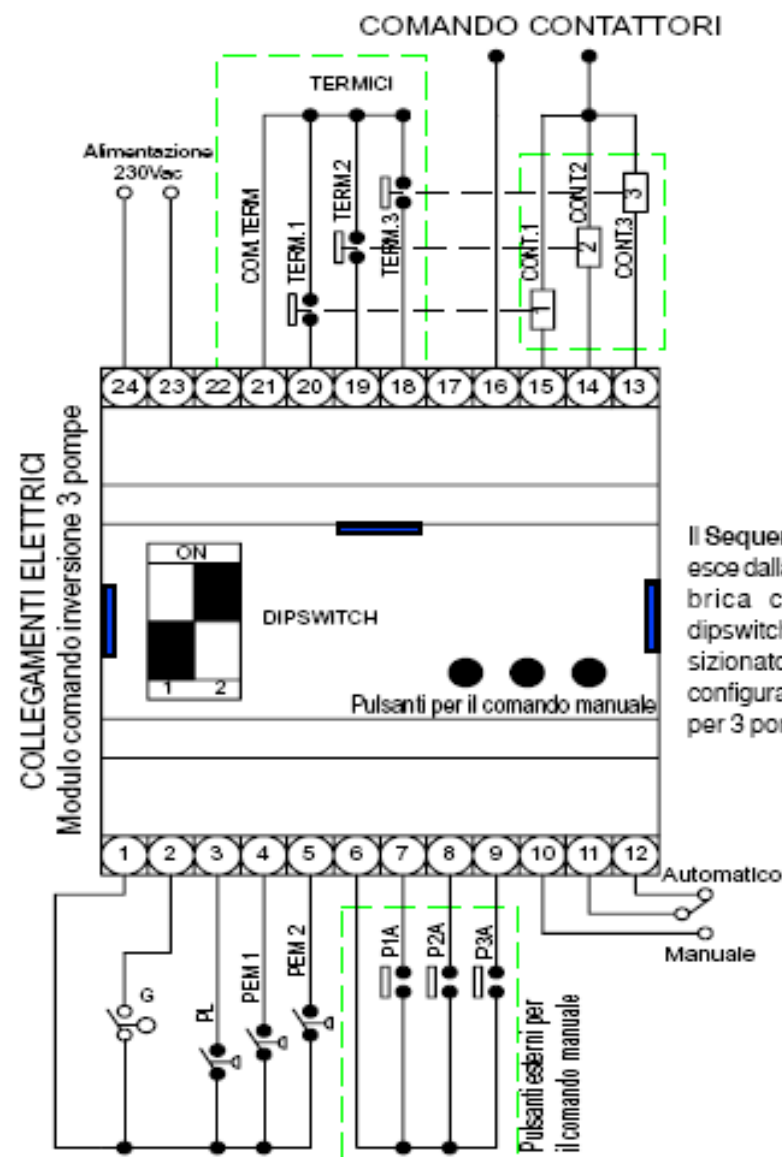 COMANDO CONTATTORI
TERMICI
Alimentazione
230Vac
COM.TERM
TERM.1
TERM.2
TERM.3
CONT.1
CONT.2
CONT.3
1
2
3
24 23 22 21 20 19 18 17 16 15 14 13
COLLEGAMENTI ELETTRICI
Modulo comando inversione 3 pompe
ON
1 2
DIPSWITCH
Pulsanti per il comando manuale
Il Sequen
esce dalla
brica c
dipswitch
sizionato
configura
per 3 pom
1 2 3 4 5 6 7 8 9 10 11 12
Automatico
Manuale
G
PL
PEM 1
PEM 2
P1A
P2A
P3A
Pulsanti esterni per
il comando manuale